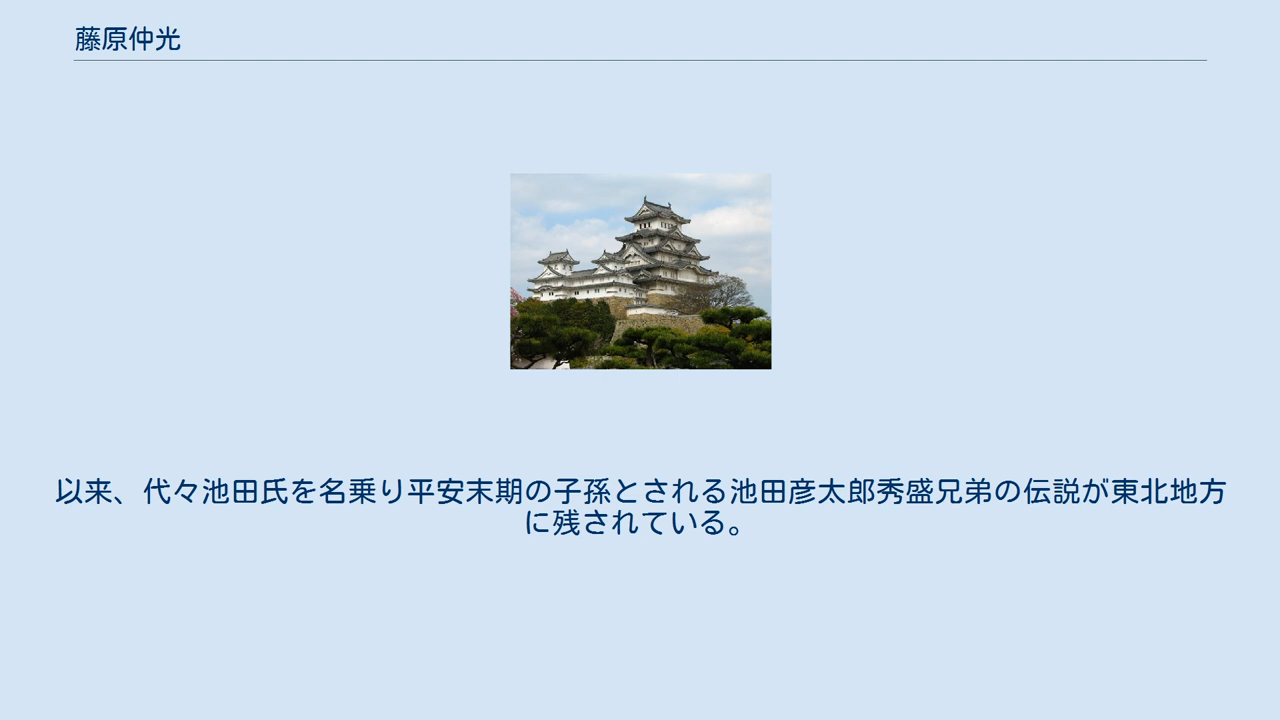 藤原仲光
以来、代々池田氏を名乗り平安末期の子孫とされる池田彦太郎秀盛兄弟の伝説が東北地方
に残されている。